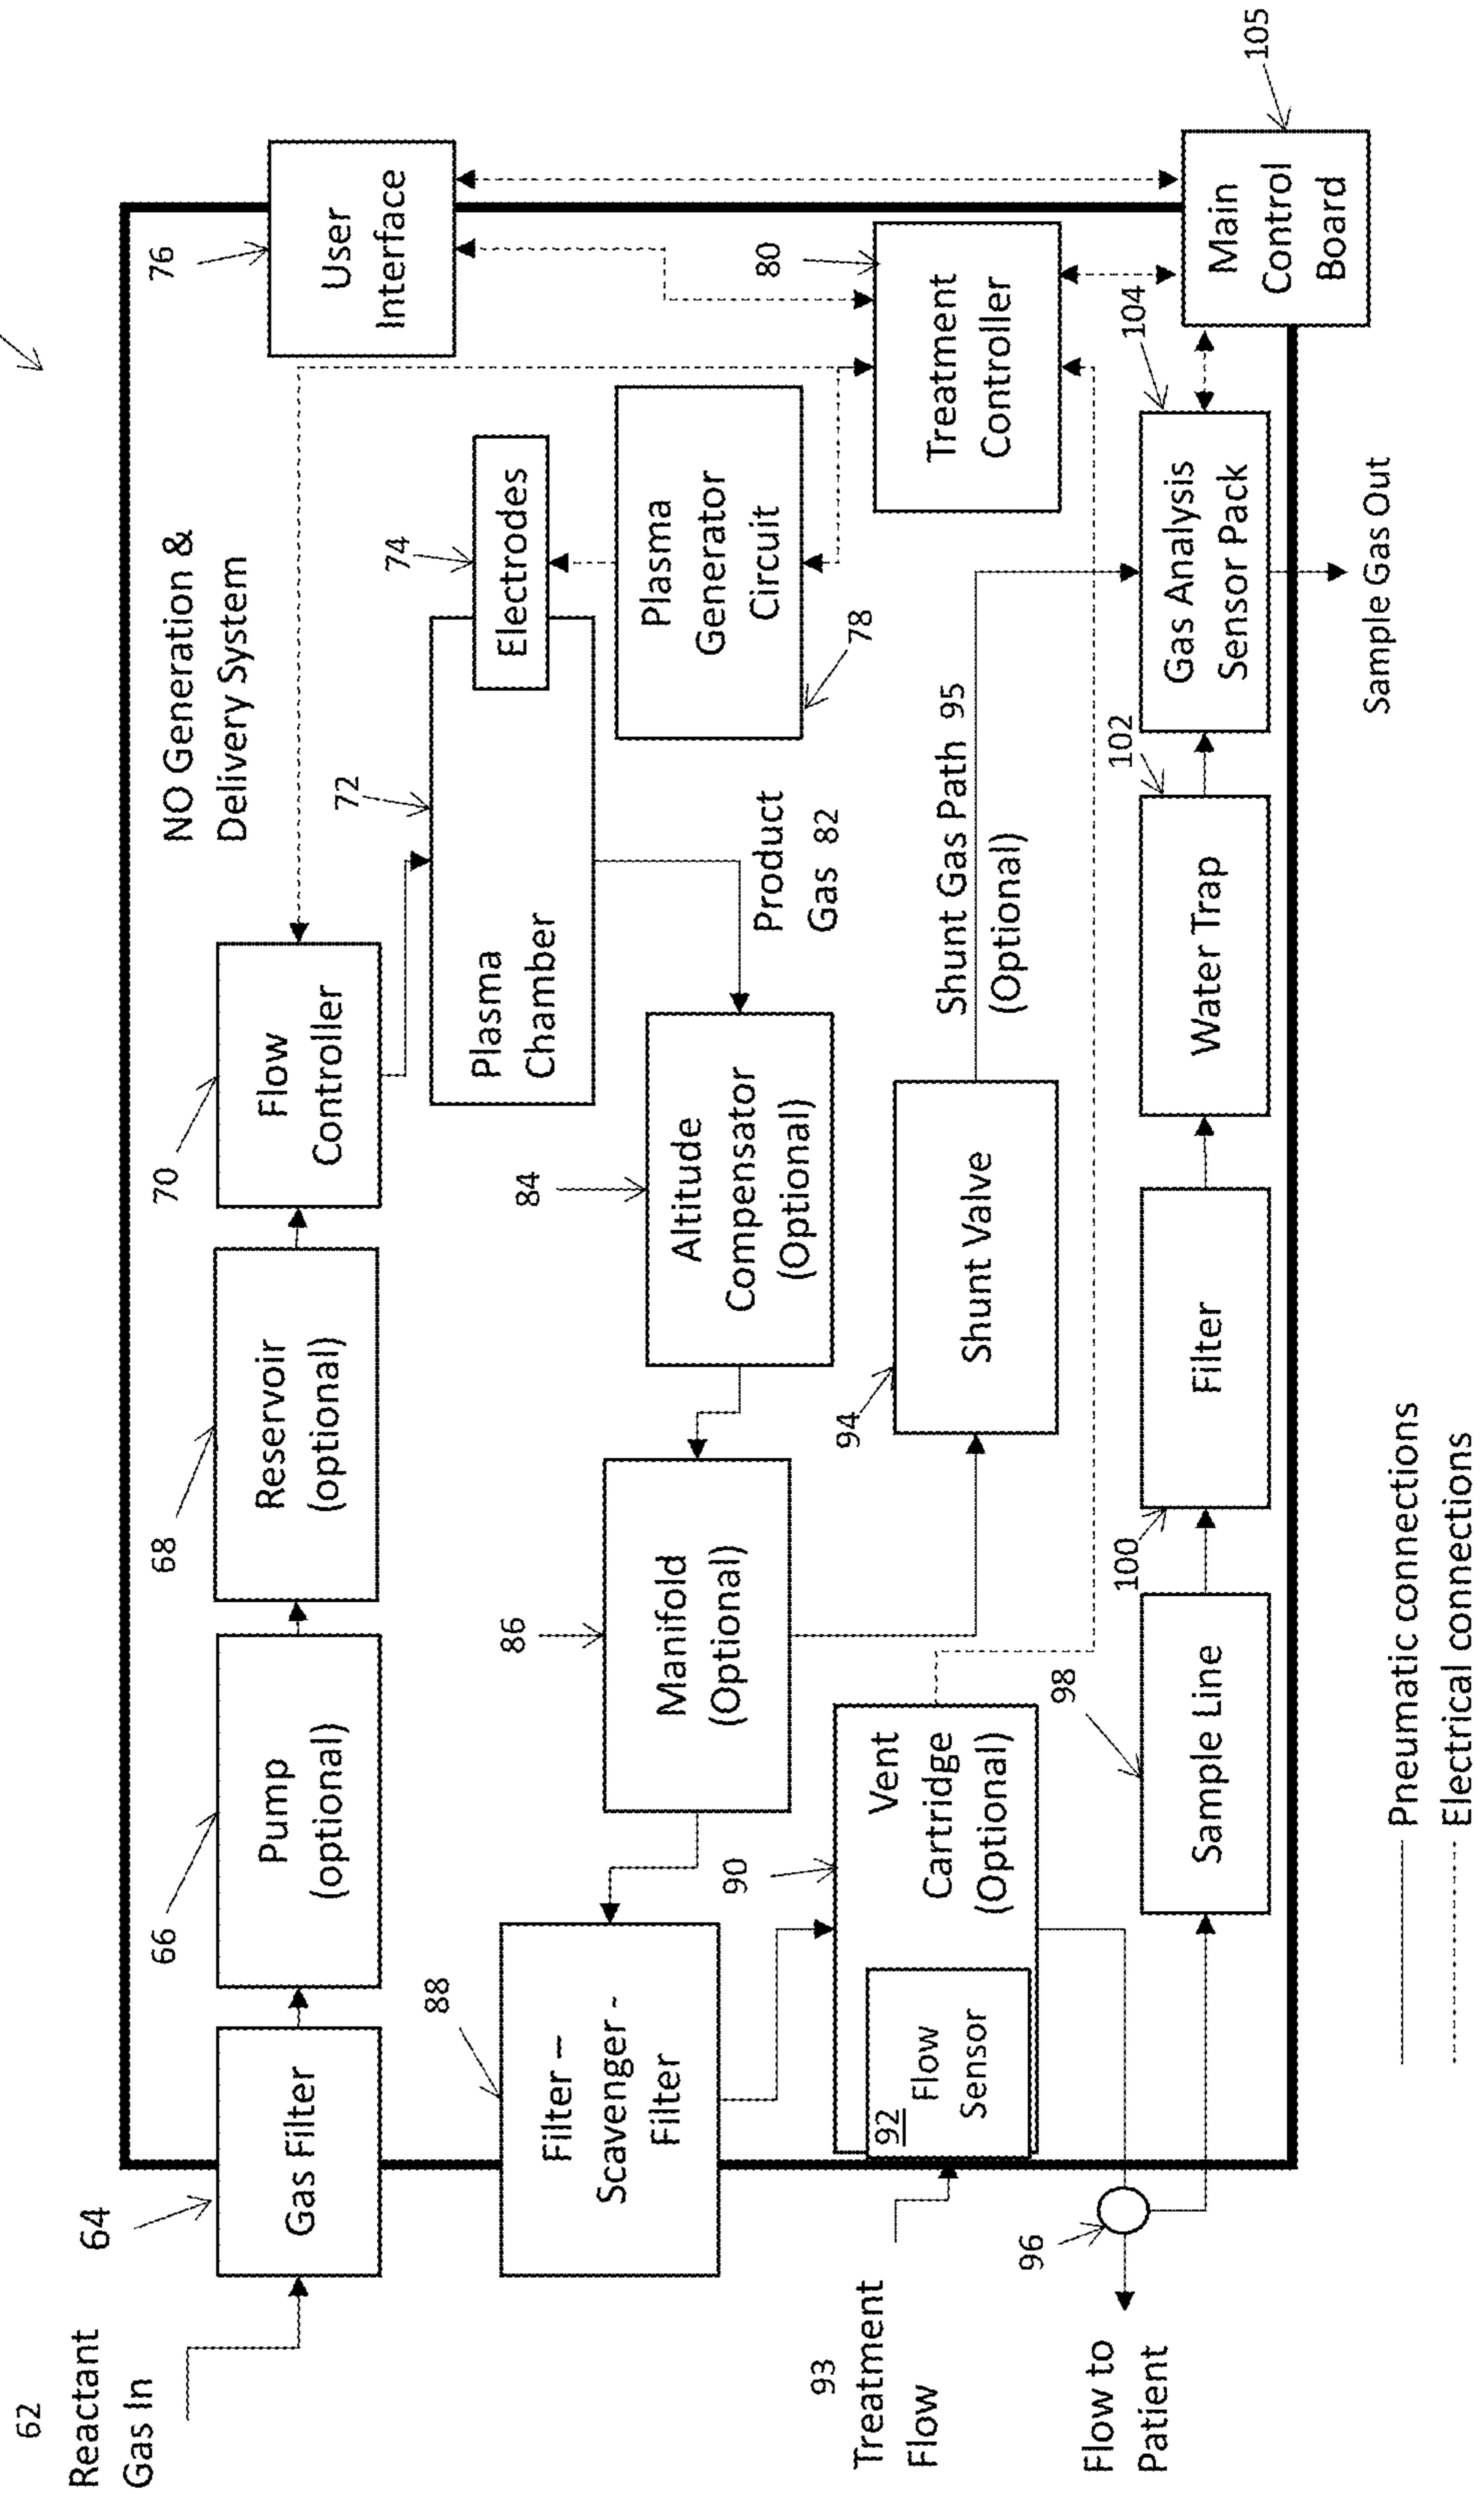 NO Generation &
Delivery System
62
Reactant
Gas In
64
Gas Filter
66
Pump
(optional)
68
Reservoir
(optional)
70
Flow
Controller
76
User
Interface
72
Plasma
Chamber
74
Electrodes
Plasma
Generator
Circuit
78
80
Treatment
Controller
Product
Gas 82
84
Altitude
Compensator
(Optional)
86
Manifold
(Optional)
88
Filter –
Scavenger -
Filter
90
Vent
Cartridge
(Optional)
92
Flow
Sensor
93
Treatment
Flow
94
Shunt Valve
Shunt Gas Path 95
(Optional)
96
Flow to
Patient
98
Sample Line
100
Filter
102
Water Trap
104
Gas Analysis
Sensor Pack
105
Main
Control
Board
Sample Gas Out
Pneumatic connections
Electrical connections